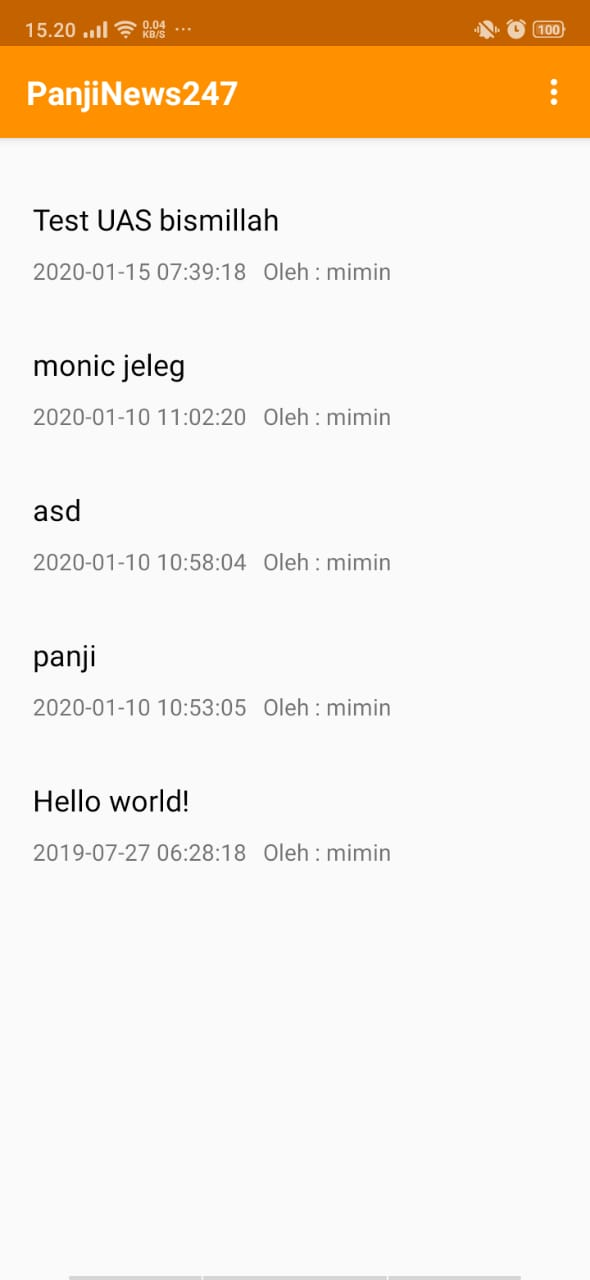 15.20 0.04 KB/S ... 100
PanjiNews247
Test UAS bismillah
2020-01-15 07:39:18 Oleh : mimin
monic jeleg
2020-01-10 11:02:20 Oleh : mimin
asd
2020-01-10 10:58:04 Oleh : mimin
panji
2020-01-10 10:53:05 Oleh : mimin
Hello world!
2019-07-27 06:28:18 Oleh : mimin